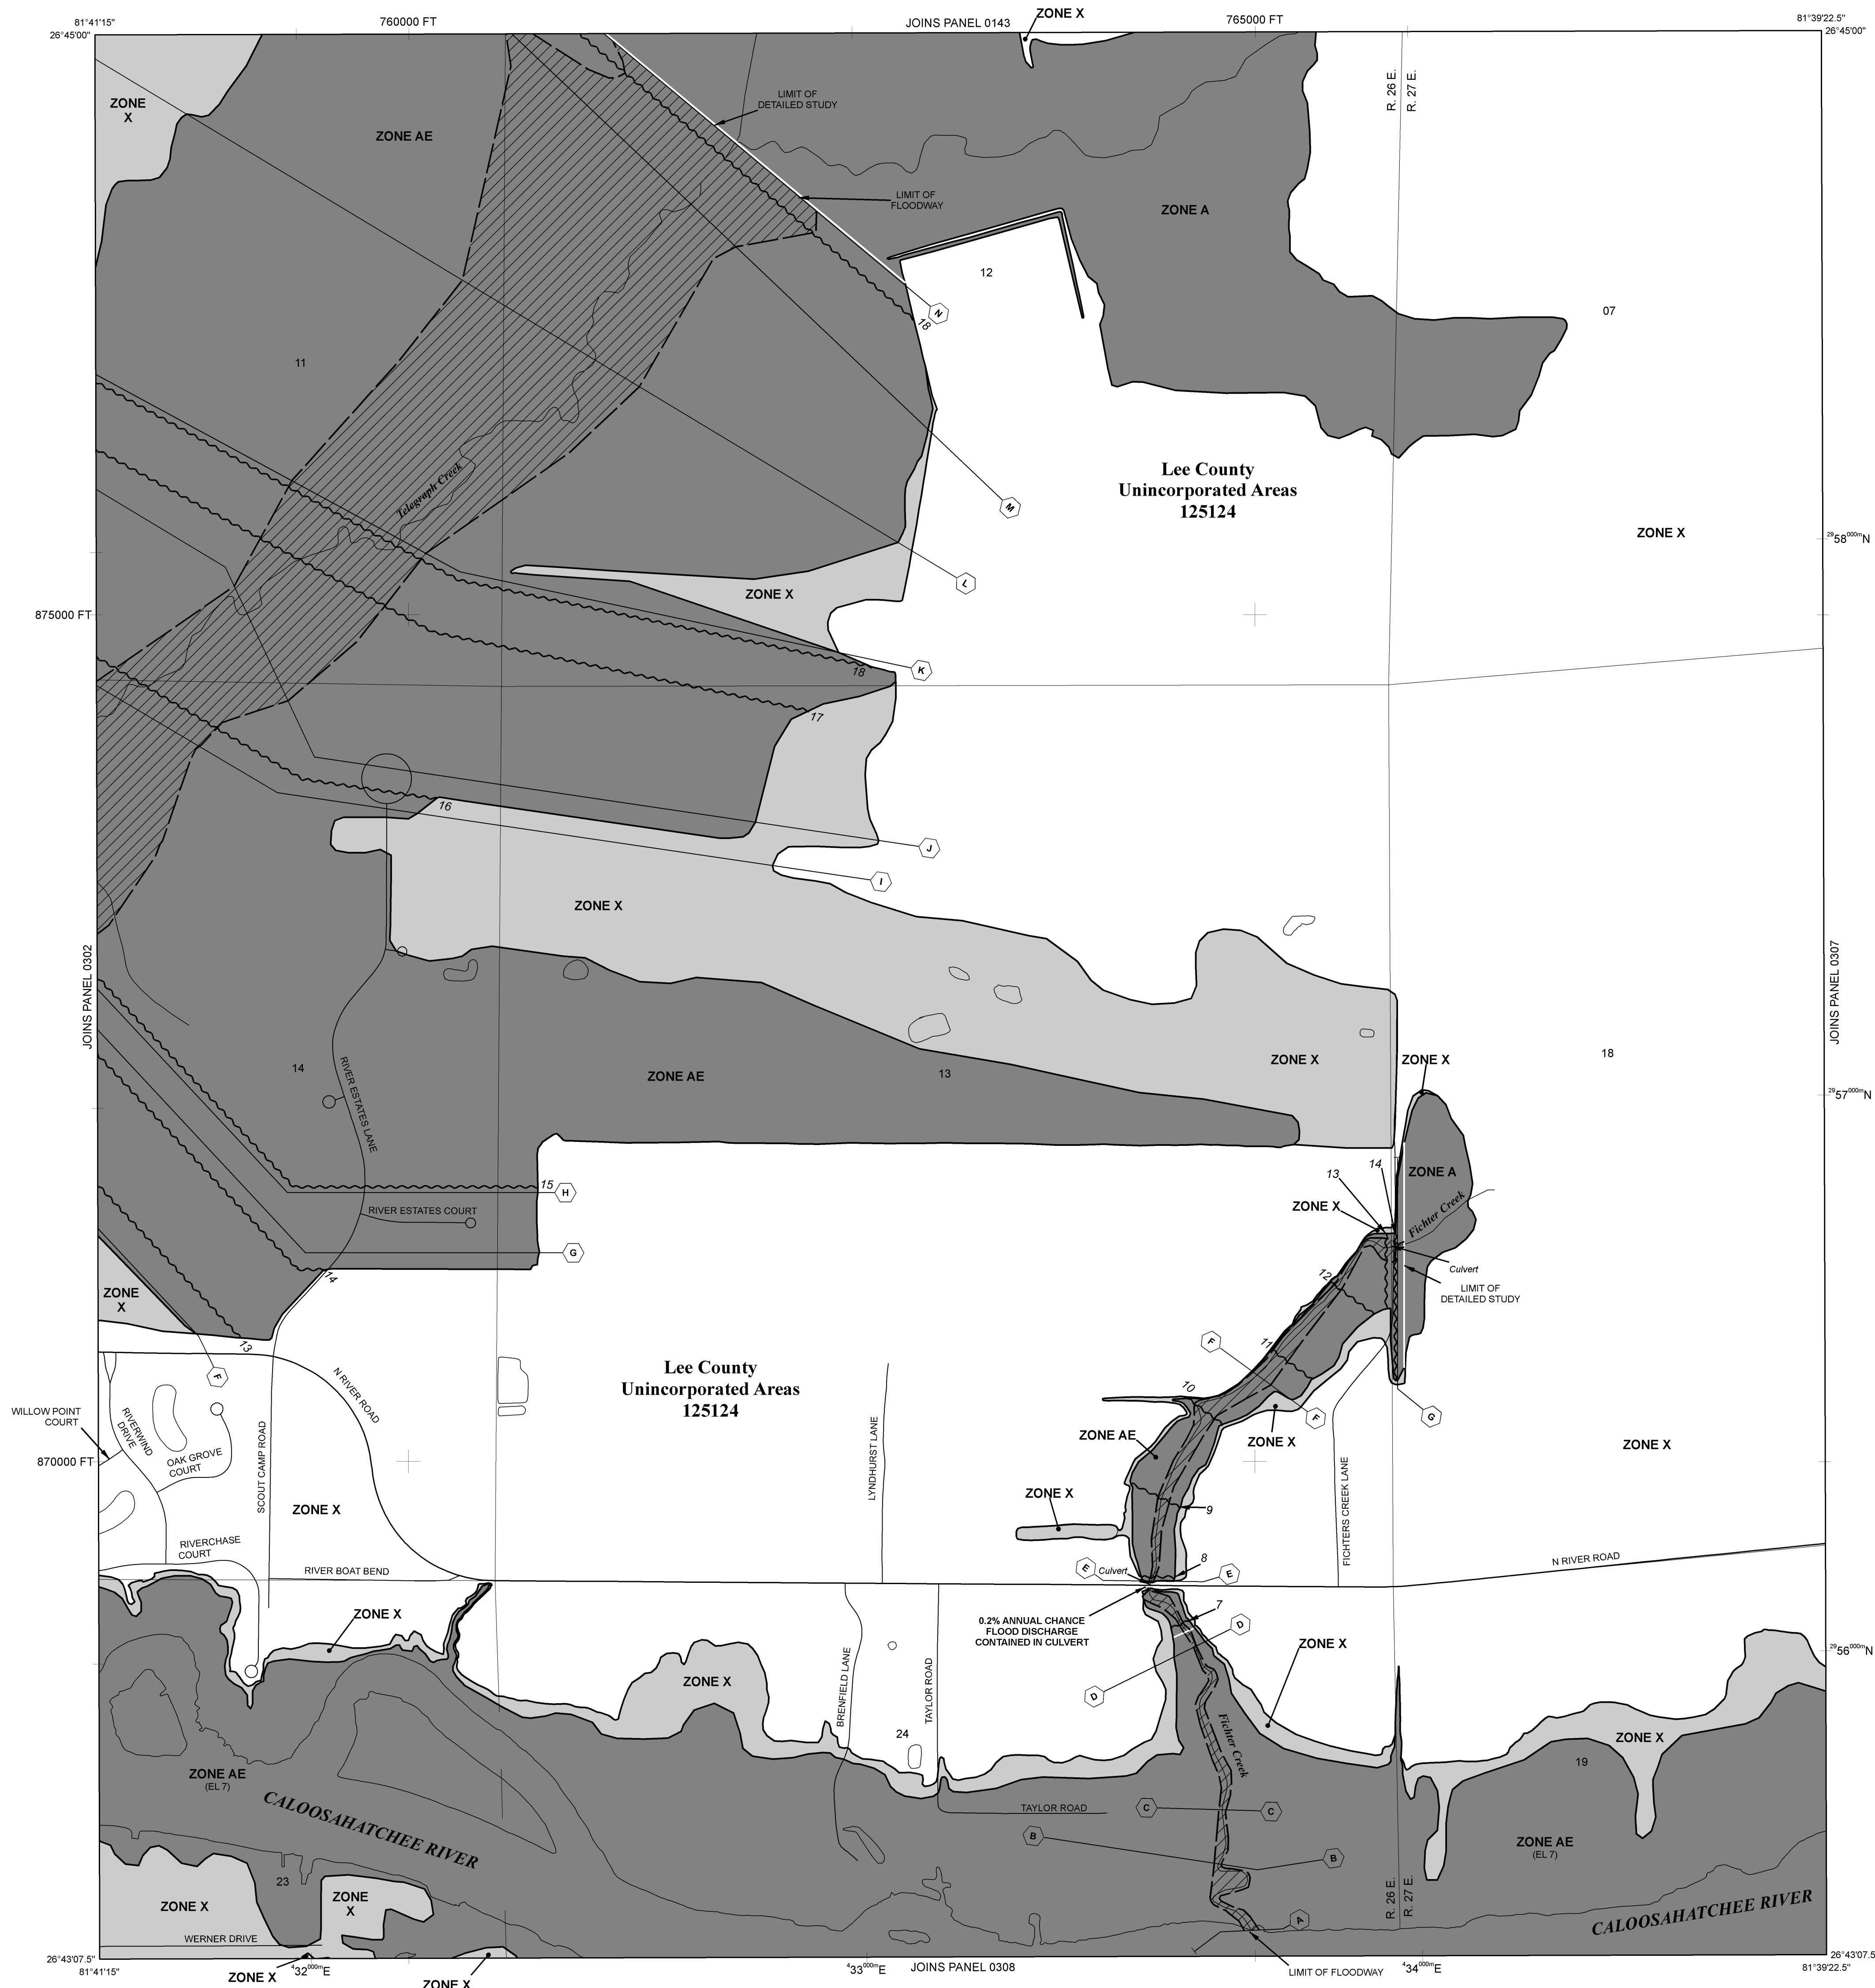 81°41'15"
760000 FT
JOINS PANEL 0143
ZONE X
765000 FT
81°39'22.5"
26°45'00"
26°45'00"
ZONE
X
ZONE AE
LIMIT OF
DETAILED STUDY
R. 26 E.
R. 27 E.
LIMIT OF
FLOODWAY
ZONE A
12
N
18
07
11
Telegraph Creek
Lee County
Unincorporated Areas
125124
M
ZONE X
2958000mN
L
ZONE X
875000 FT
K
18
17
16
J
I
ZONE X
JOINS PANEL 0302
JOINS PANEL 0307
14
RIVER ESTATES LANE
ZONE AE
13
ZONE X
ZONE X
18
2957000mN
15
H
RIVER ESTATES COURT
G
14
13
14
ZONE A
ZONE X
Fichter Creek
Culvert
LIMIT OF
DETAILED STUDY
12
ZONE
X
13
F
F
11
10
F
G
N RIVER ROAD
Lee County
Unincorporated Areas
125124
WILLOW POINT
COURT
RIVERWIND
DRIVE
OAK GROVE
COURT
SCOUT CAMP ROAD
LYNDHURST LANE
ZONE AE
ZONE X
ZONE X
870000 FT
FICHTERS CREEK LANE
ZONE X
9
ZONE X
RIVERCHASE
COURT
RIVER BOAT BEND
E
Culvert
8
E
N RIVER ROAD
ZONE X
0.2% ANNUAL CHANCE
FLOOD DISCHARGE
CONTAINED IN CULVERT
7
D
D
ZONE X
2956000mN
ZONE X
BRENFIELD LANE
TAYLOR ROAD
24
Fichter Creek
ZONE X
19
ZONE AE
(EL 7)
CALOOSAHATCHEE RIVER
TAYLOR ROAD
C
C
B
B
ZONE AE
(EL 7)
23
ZONE X
ZONE
X
R. 26 E.
R. 27 E.
A
CALOOSAHATCHEE RIVER
WERNER DRIVE
26°43'07.5"
26°43'07.5"
81°41'15"
ZONE X
432000mE
ZONE X
433000mE
JOINS PANEL 0308
LIMIT OF FLOODWAY
434000mE
81°39'22.5"